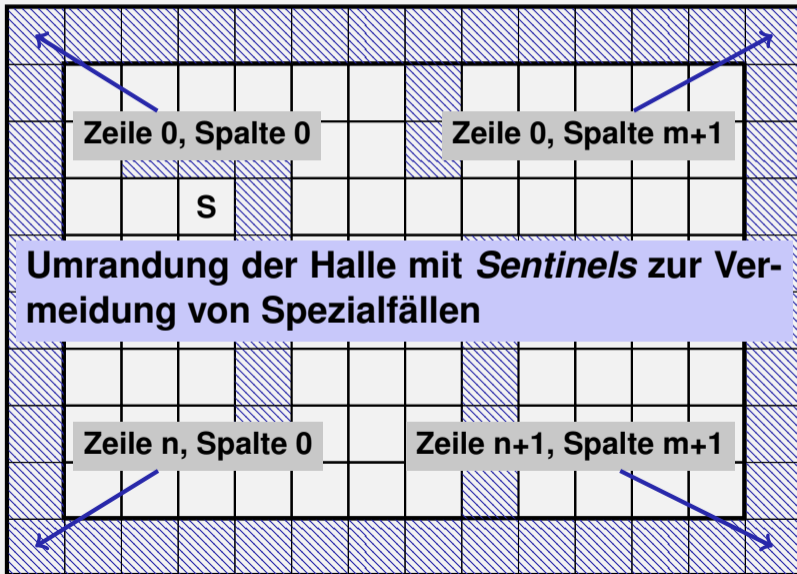 Zeile 0, Spalte 0
Zeile 0, Spalte m+1
S
Umrandung der Halle mit Sentinels zur Ver-
meidung von Spezialfällen
Zeile n, Spalte 0
Zeile n+1, Spalte m+1